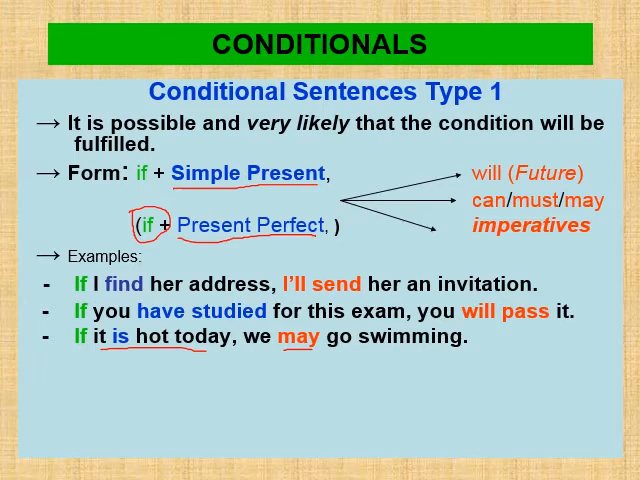 CONDITIONALS
Conditional Sentences Type 1
→ It is possible and very likely that the condition will be
fulfilled.
→ Form: if + Simple Present,
will (Future)
can/must/may
(if + Present Perfect, )
imperatives
→ Examples:
- If I find her address, I’ll send her an invitation.
- If you have studied for this exam, you will pass it.
- If it is hot today, we may go swimming.